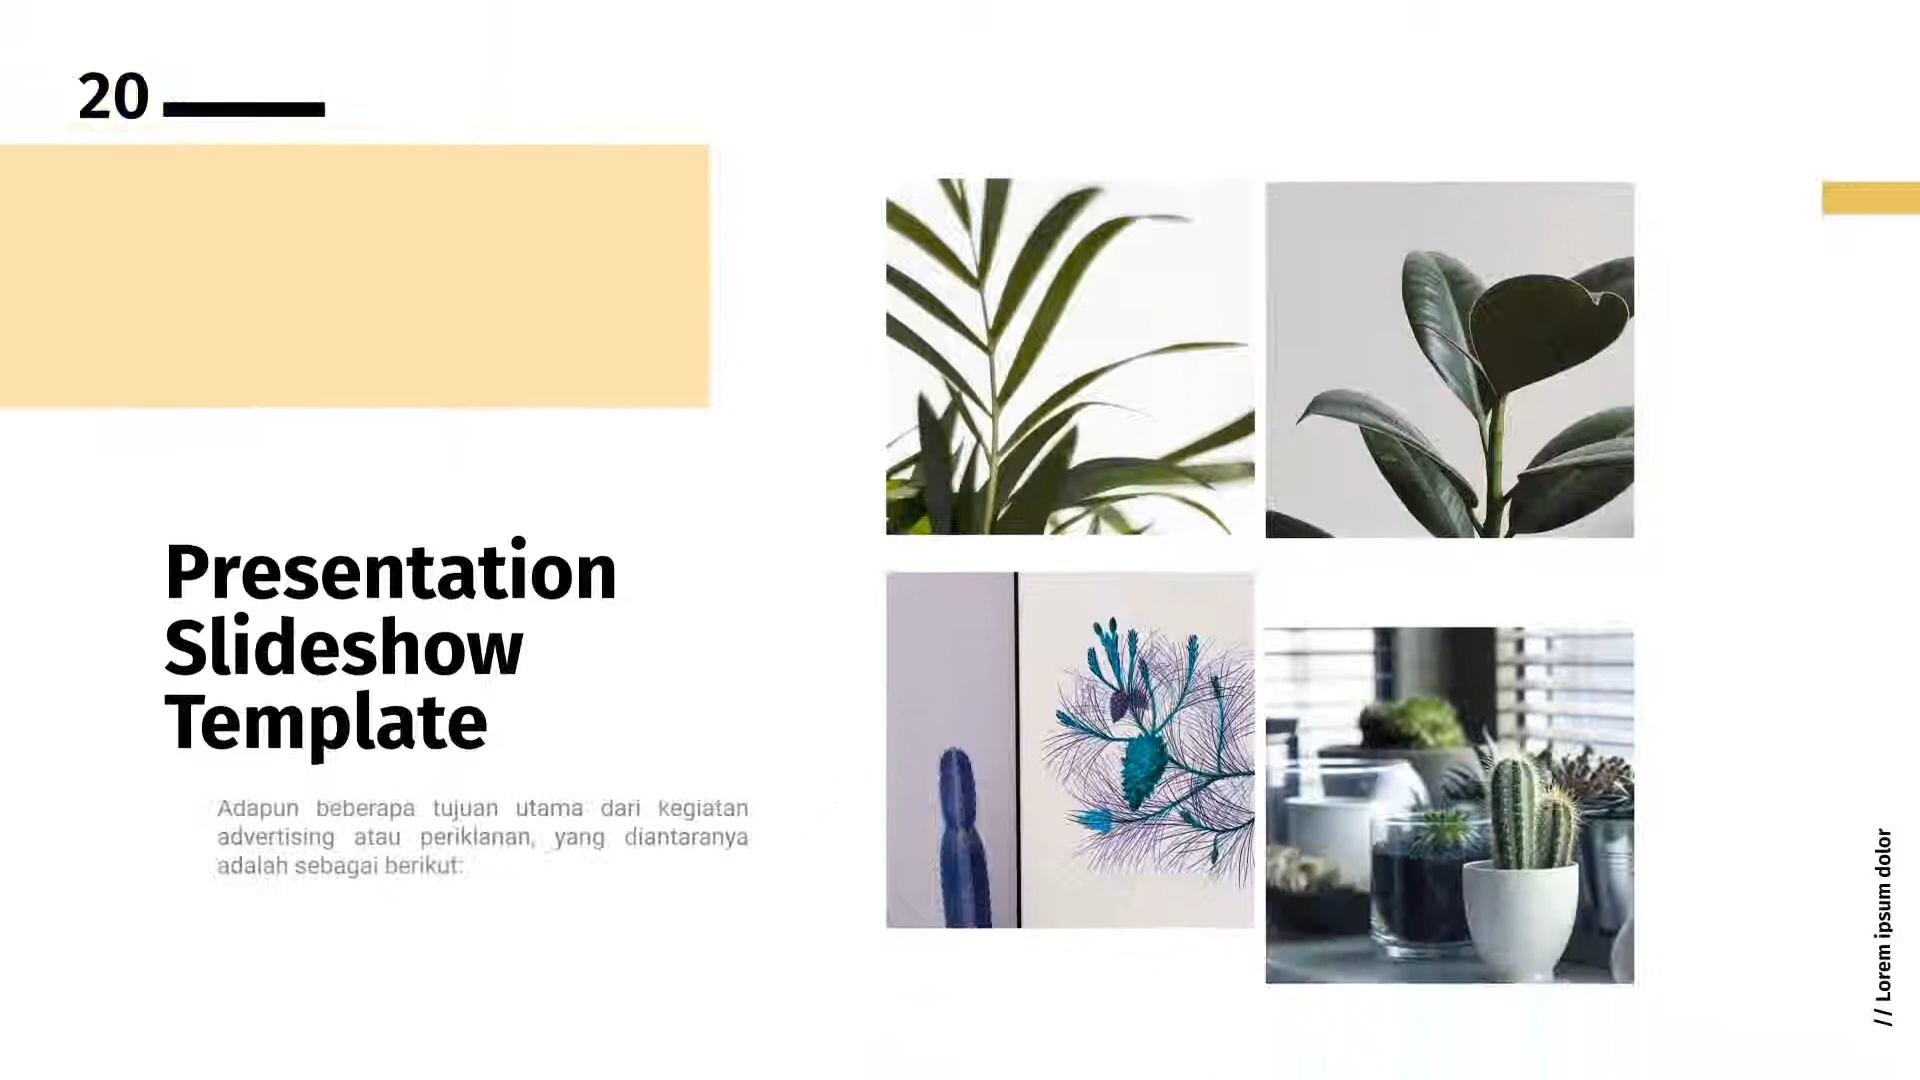 20
Presentation
Slideshow
Template
Adapun beberapa tujuan utama dari kegiatan
advertising atau periklanan, yang diantaranya
adalah sebagai berikut:
// Lorem ipsum dolor